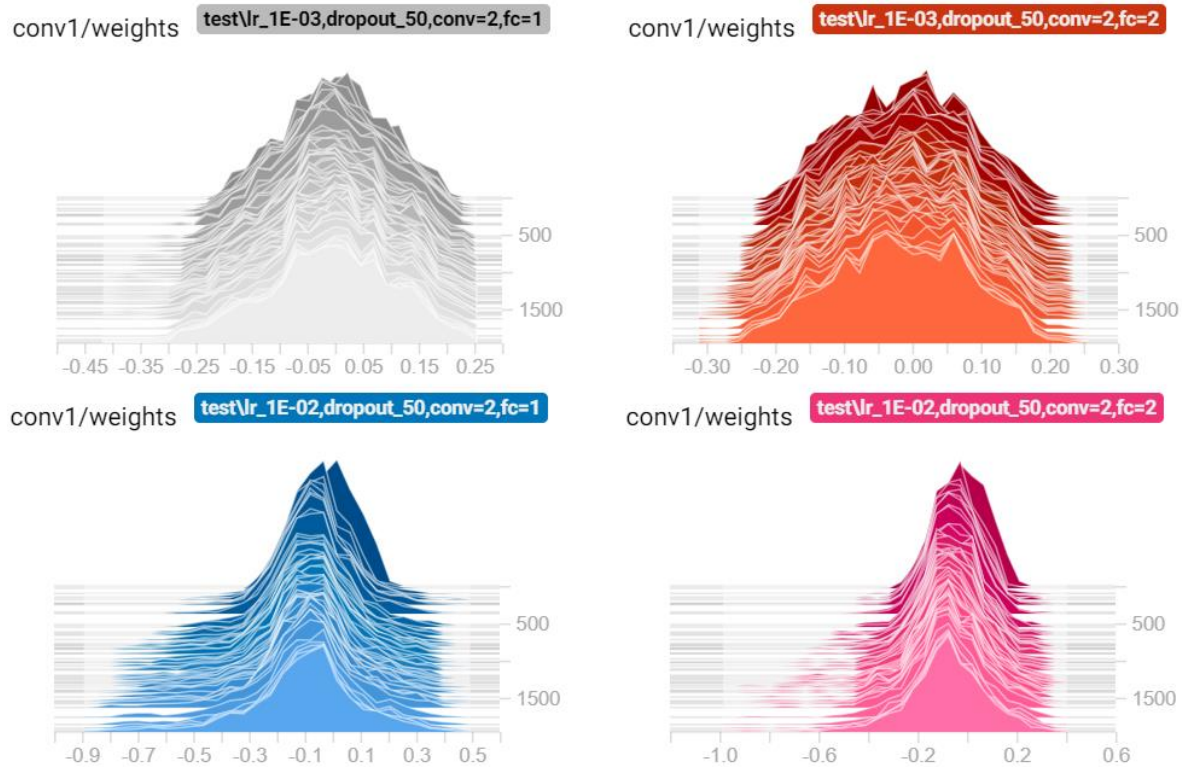 conv1/weights test\lr_1E-03,dropout_50,conv=2,fc=1
500
1500
-0.45 -0.35 -0.25 -0.15 -0.05 0.05 0.15 0.25
conv1/weights test\lr_1E-03,dropout_50,conv=2,fc=2
500
1500
-0.30 -0.20 -0.10 0.00 0.10 0.20 0.30
conv1/weights test\lr_1E-02,dropout_50,conv=2,fc=1
500
1500
-0.9 -0.7 -0.5 -0.3 -0.1 0.1 0.3 0.5
conv1/weights test\lr_1E-02,dropout_50,conv=2,fc=2
500
1500
-1.0 -0.6 -0.2 0.2 0.6